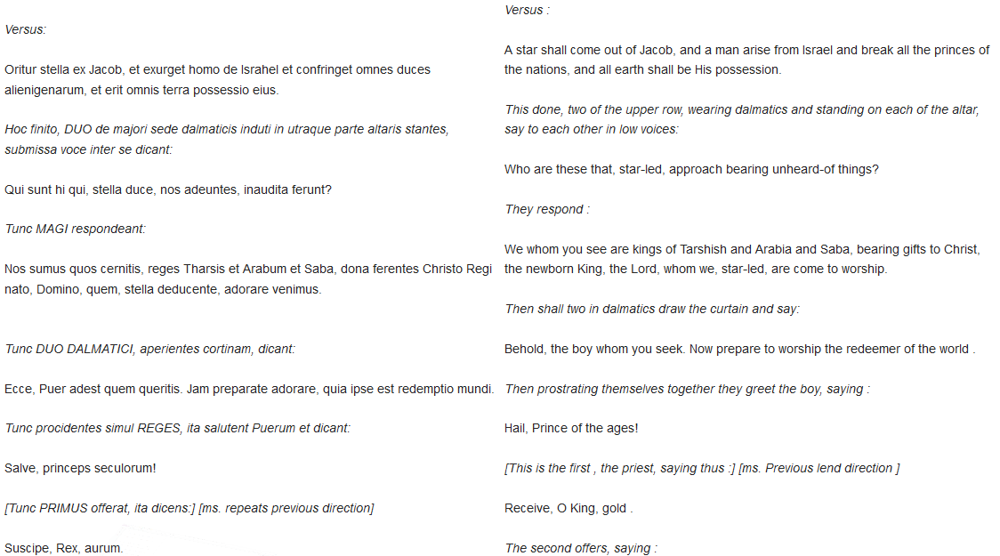 Versus:
Oritur stella ex Jacob, et exurget homo de Israhel et confringet omnes duces
alienigenarum, et erit omnis terra possessio eius.
Hoc finito, DUO de majori sede dalmaticis induti in utraque parte altaris stantes,
submissa voce inter se dicant:
Qui sunt hi qui, stella duce, nos adeuntes, inaudita ferunt?
Tunc MAGI respondeant:
Nos sumus quos cernitis, reges Tharsis et Arabum et Saba, dona ferentes Christo Regi
nato, Domino, quem, stella deducente, adorare venimus.
Tunc DUO DALMATICI, aperientes cortinam, dicant:
Ecce, Puer adest quem queritis. Jam preparate adorare, quia ipse est redemptio mundi.
Tunc procidentes simul REGES, ita salutent Puerum et dicant:
Salve, princeps seculorum!
[Tunc PRIMUS offerat, ita dicens:] [ms. repeats previous direction]
Suscipe, Rex, aurum.
Versus :
A star shall come out of Jacob, and a man arise from Israel and break all the princes of
the nations, and all earth shall be His possession.
This done, two of the upper row, wearing dalmatics and standing on each of the altar,
say to each other in low voices:
Who are these that, star-led, approach bearing unheard-of things?
They respond :
We whom you see are kings of Tarshish and Arabia and Saba, bearing gifts to Christ,
the newborn King, the Lord, whom we, star-led, are come to worship.
Then shall two in dalmatics draw the curtain and say:
Behold, the boy whom you seek. Now prepare to worship the redeemer of the world .
Then prostrating themselves together they greet the boy, saying :
Hail, Prince of the ages!
[This is the first , the priest, saying thus :] [ms. Previous lend direction ]
Receive, O King, gold .
The second offers, saying :